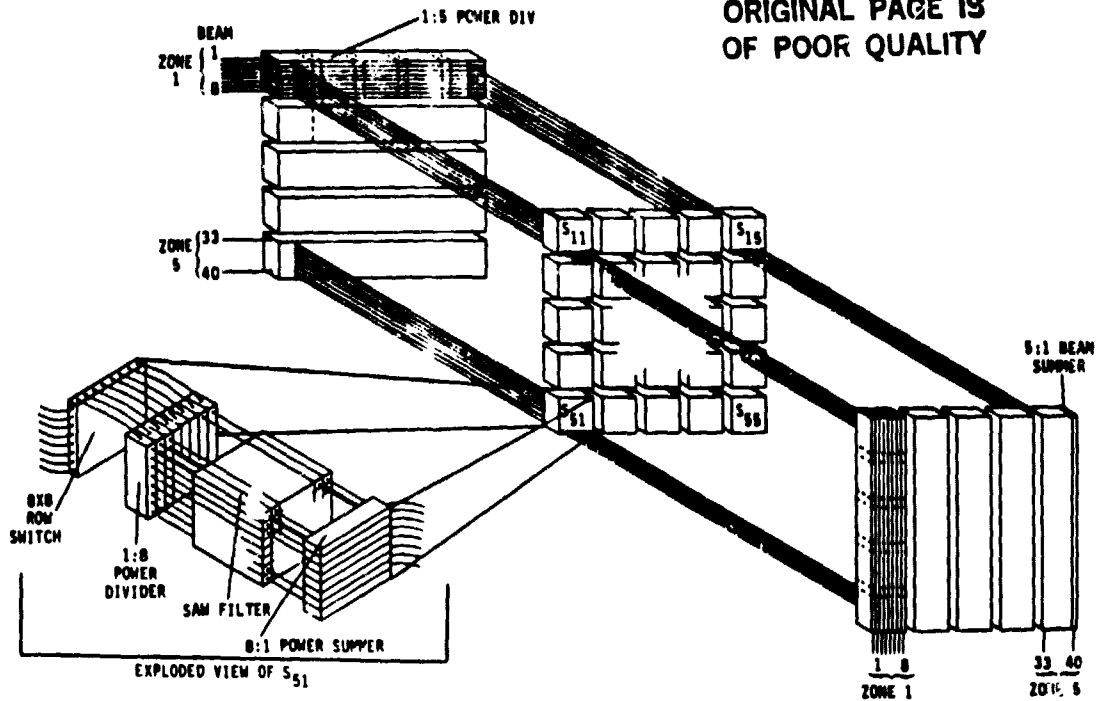 ORIGINAL PAGE IS
OF POOR QUALITY
1:5 POWER DIV
BEAM
ZONE 1
1
8
ZONE 5
33
40
S11
S15
S51
S55
5:1 BEAM
SUMMER
8X8
ROW
SWITCH
1:8
POWER
DIVIDER
SAW FILTER
8:1 POWER SUMMER
EXPLODED VIEW OF S51
1 8
ZONE 1
33 40
ZONE 5